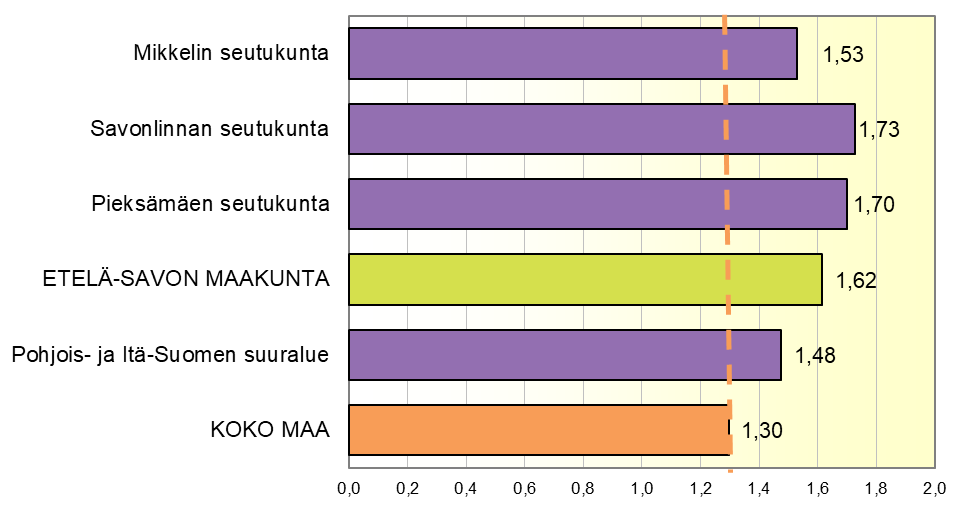 Mikkelin seutukunta 1,53
Savonlinnan seutukunta 1,73
Pieksämäen seutukunta 1,70
ETELÄ-SAVON MAAKUNTA 1,62
Pohjois- ja Itä-Suomen suuralue 1,48
KOKO MAA 1,30
0,0 0,2 0,4 0,6 0,8 1,0 1,2 1,4 1,6 1,8 2,0